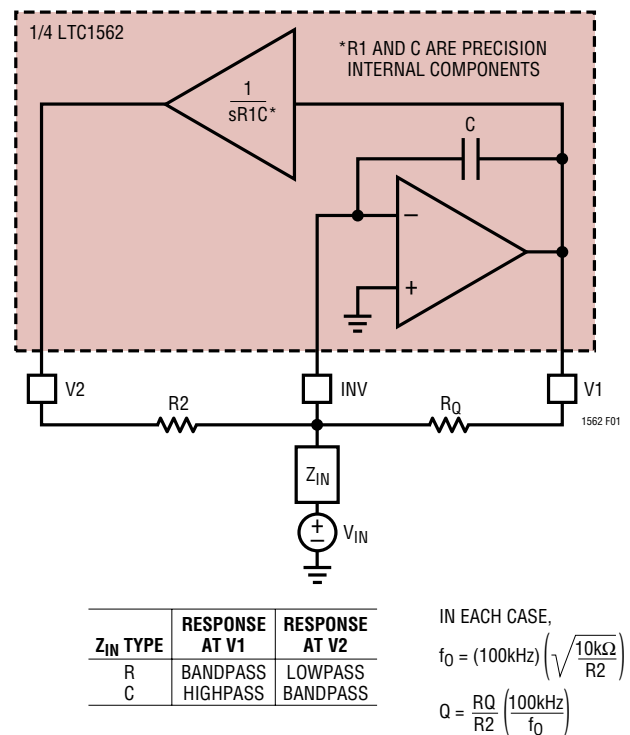 1/4 LTC1562
*R1 AND C ARE PRECISION
INTERNAL COMPONENTS
1
sR1C*
C
−
+
V2
INV
V1
R2
RQ
1562 F01
ZIN
+
−
VIN
ZIN TYPE RESPONSE AT V1 RESPONSE AT V2
R BANDPASS LOWPASS
C HIGHPASS BANDPASS
IN EACH CASE,
fO = (100kHz) (√10kΩ/R2)
Q = RQ/R2 (100kHz/fO)